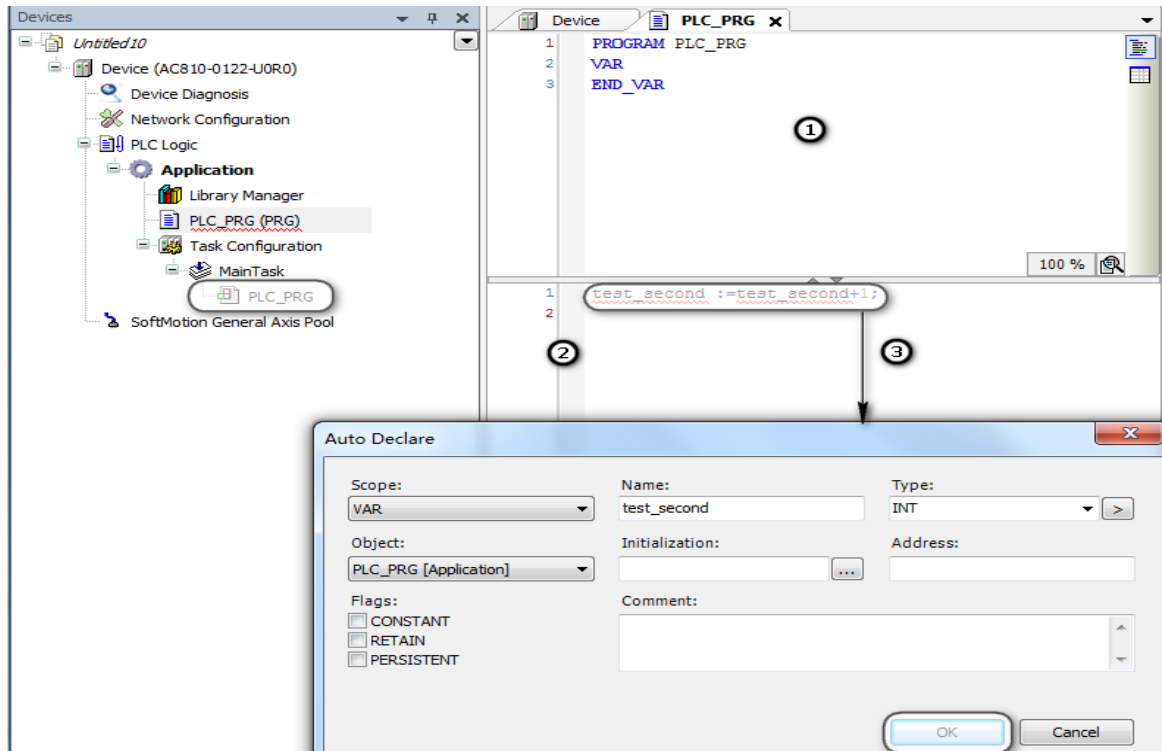 Devices
Untitled10
Device (AC810-0122-U0R0)
Device Diagnosis
Network Configuration
PLC Logic
Application
Library Manager
PLC_PRG (PRG)
Task Configuration
MainTask
PLC_PRG
SoftMotion General Axis Pool
Device PLC_PRG
1 PROGRAM PLC_PRG
2 VAR
3 END_VAR
①
100 %
1 test_second :=test_second+1;
2
② ③
Auto Declare
Scope: Name: Type:
VAR test_second INT >
Object: Initialization: Address:
PLC_PRG [Application] ...
Flags: Comment:
CONSTANT
RETAIN
PERSISTENT
OK Cancel